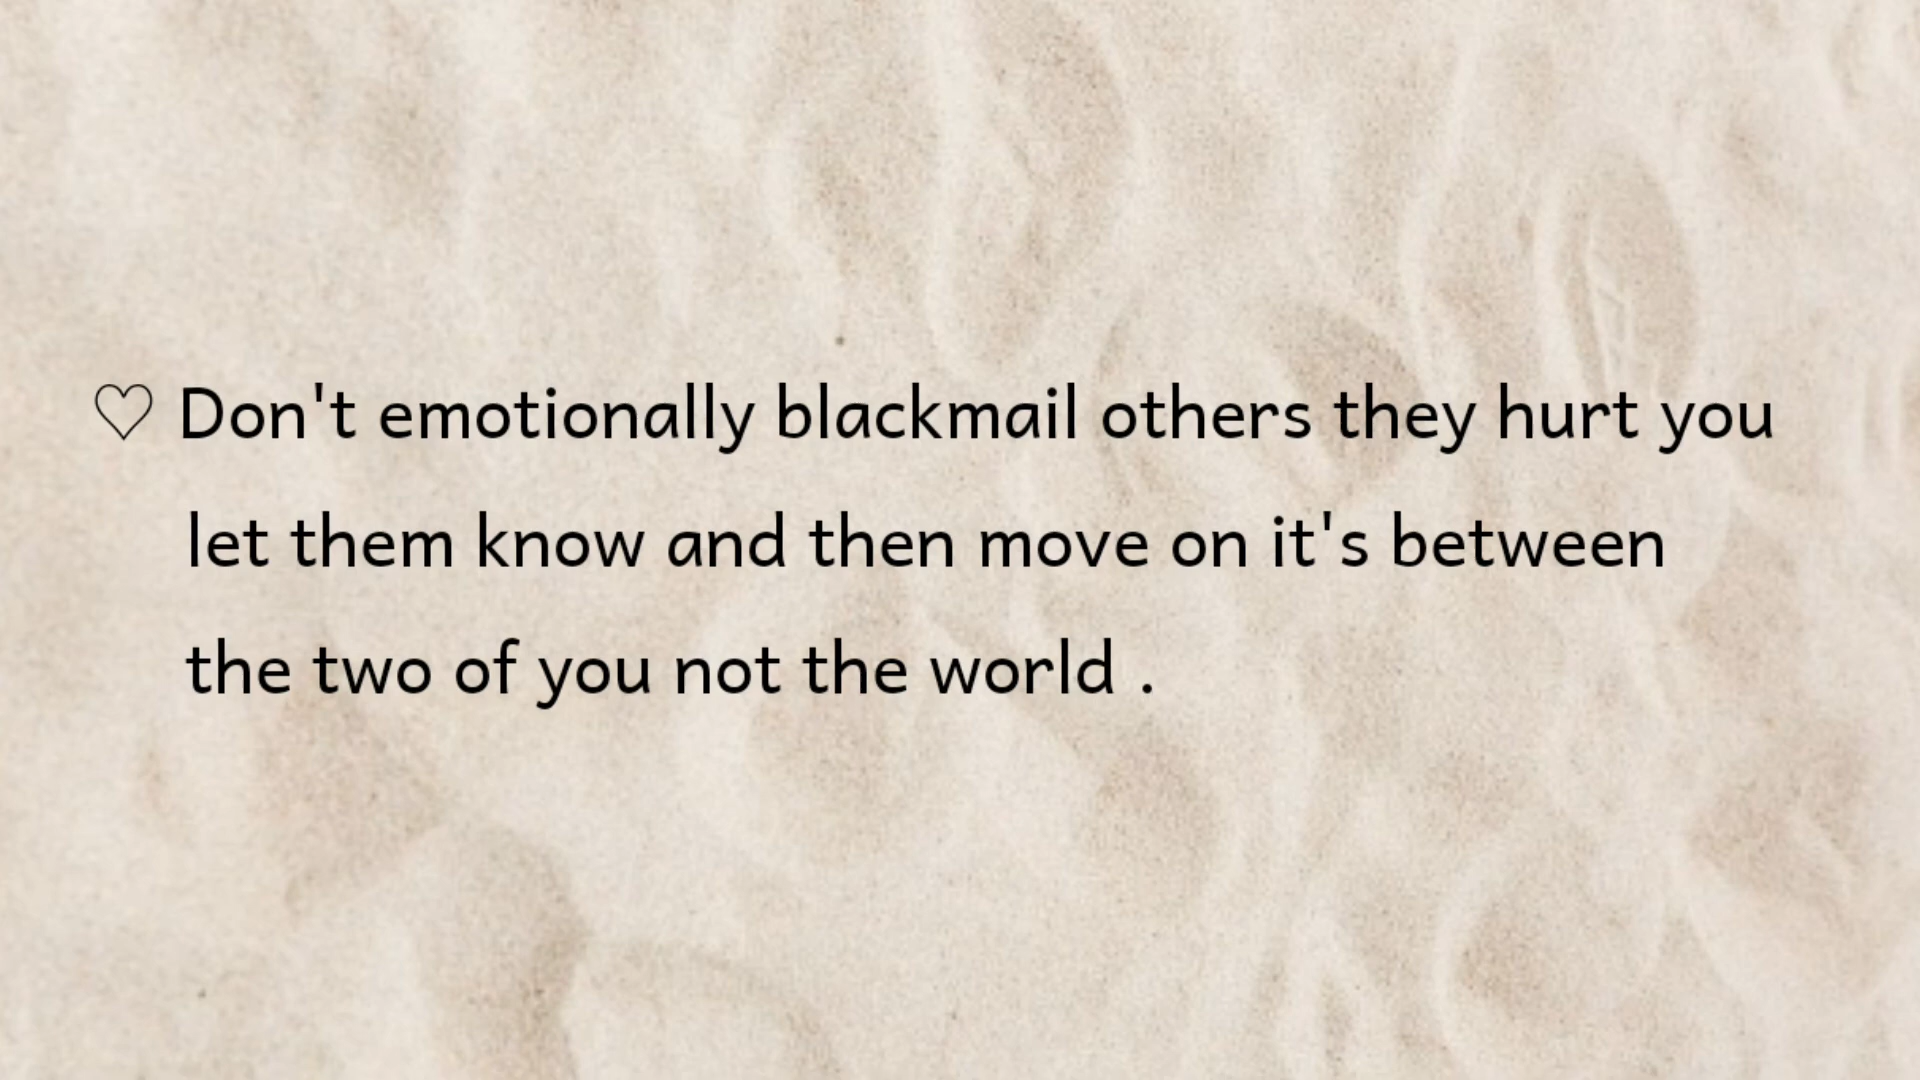 ♡ Don't emotionally blackmail others they hurt you
let them know and then move on it's between
the two of you not the world .